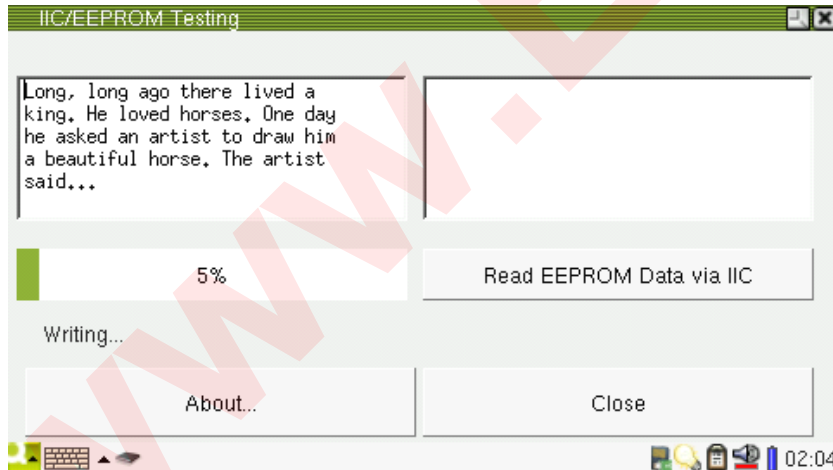 IIC/EEPROM Testing
Long, long ago there lived a
king. He loved horses. One day
he asked an artist to draw him
a beautiful horse. The artist
said...
5%
Read EEPROM Data via IIC
Writing...
About...
Close
02:04